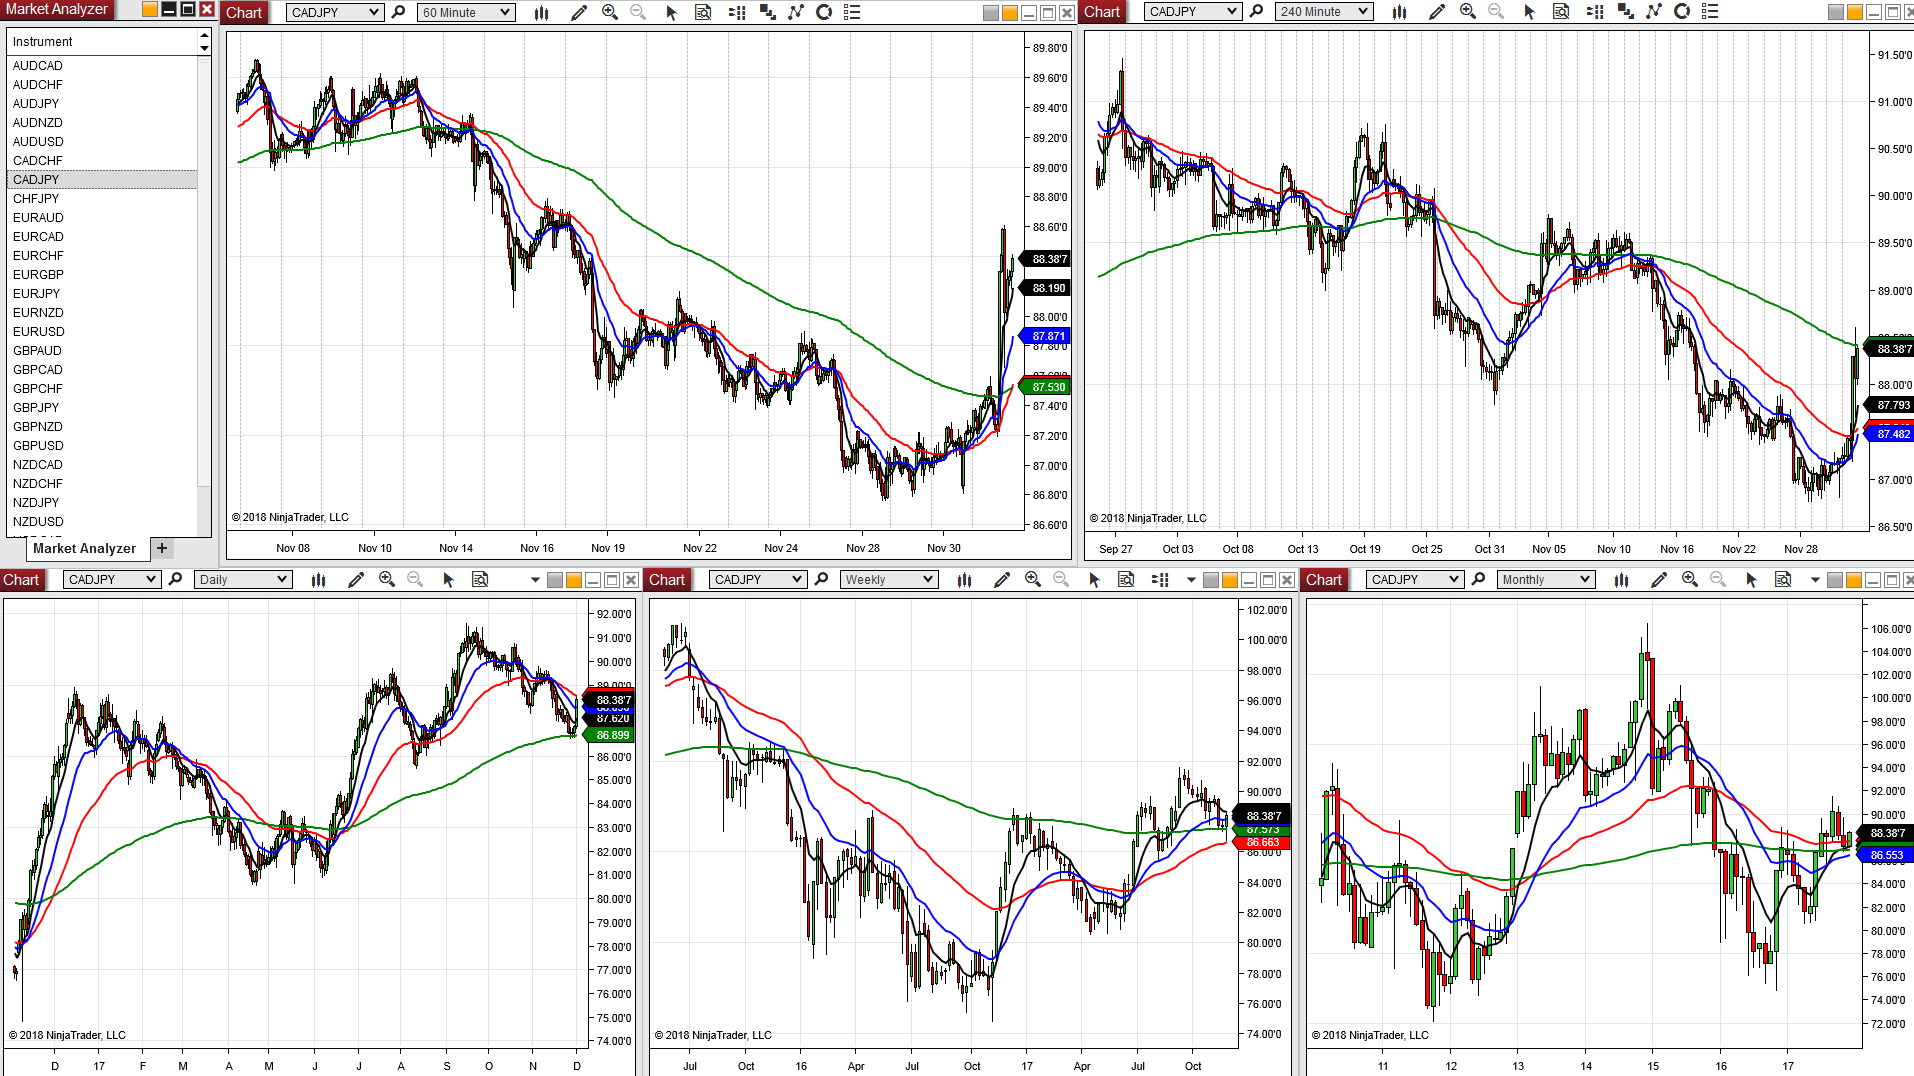 Market Analyzer
Instrument
AUDCAD
AUDCHF
AUDJPY
AUDNZD
AUDUSD
CADCHF
CADJPY
CHFJPY
EURAUD
EURCAD
EURCHF
EURGBP
EURJPY
EURNZD
EURUSD
GBPAUD
GBPCAD
GBPCHF
GBPJPY
GBPNZD
GBPUSD
NZDCAD
NZDCHF
NZDJPY
NZDUSD
Market Analyzer +
Chart CADJPY 60 Minute
89.80'0
89.60'0
89.40'0
89.20'0
89.00'0
88.80'0
88.60'0
88.38'7
88.190
88.00'0
87.871
87.80'0
87.530
87.40'0
87.20'0
87.00'0
86.80'0
86.60'0
© 2018 NinjaTrader, LLC
Nov 08 Nov 10 Nov 14 Nov 16 Nov 19 Nov 22 Nov 24 Nov 28 Nov 30
Chart CADJPY 240 Minute
91.50'0
91.00'0
90.50'0
90.00'0
89.50'0
89.00'0
88.38'7
88.00'0
87.793
87.482
87.00'0
86.50'0
© 2018 NinjaTrader, LLC
Sep 27 Oct 03 Oct 08 Oct 13 Oct 19 Oct 25 Oct 31 Nov 05 Nov 10 Nov 16 Nov 22 Nov 28
Chart CADJPY Daily
92.00'0
91.00'0
90.00'0
88.38'7
87.620
86.899
86.00'0
85.00'0
84.00'0
83.00'0
82.00'0
81.00'0
80.00'0
79.00'0
78.00'0
77.00'0
76.00'0
75.00'0
74.00'0
© 2018 NinjaTrader, LLC
D 17 F M A M J J A S O N D
Chart CADJPY Weekly
102.00'0
100.00'0
98.00'0
96.00'0
94.00'0
92.00'0
90.00'0
88.38'7
87.573
86.663
84.00'0
82.00'0
80.00'0
78.00'0
76.00'0
74.00'0
© 2018 NinjaTrader, LLC
Jul Oct 16 Apr Jul Oct 17 Apr Jul Oct
Chart CADJPY Monthly
106.00'0
104.00'0
102.00'0
100.00'0
98.00'0
96.00'0
94.00'0
92.00'0
90.00'0
88.38'7
86.553
84.00'0
82.00'0
80.00'0
78.00'0
76.00'0
74.00'0
72.00'0
© 2018 NinjaTrader, LLC
11 12 13 14 15 16 17